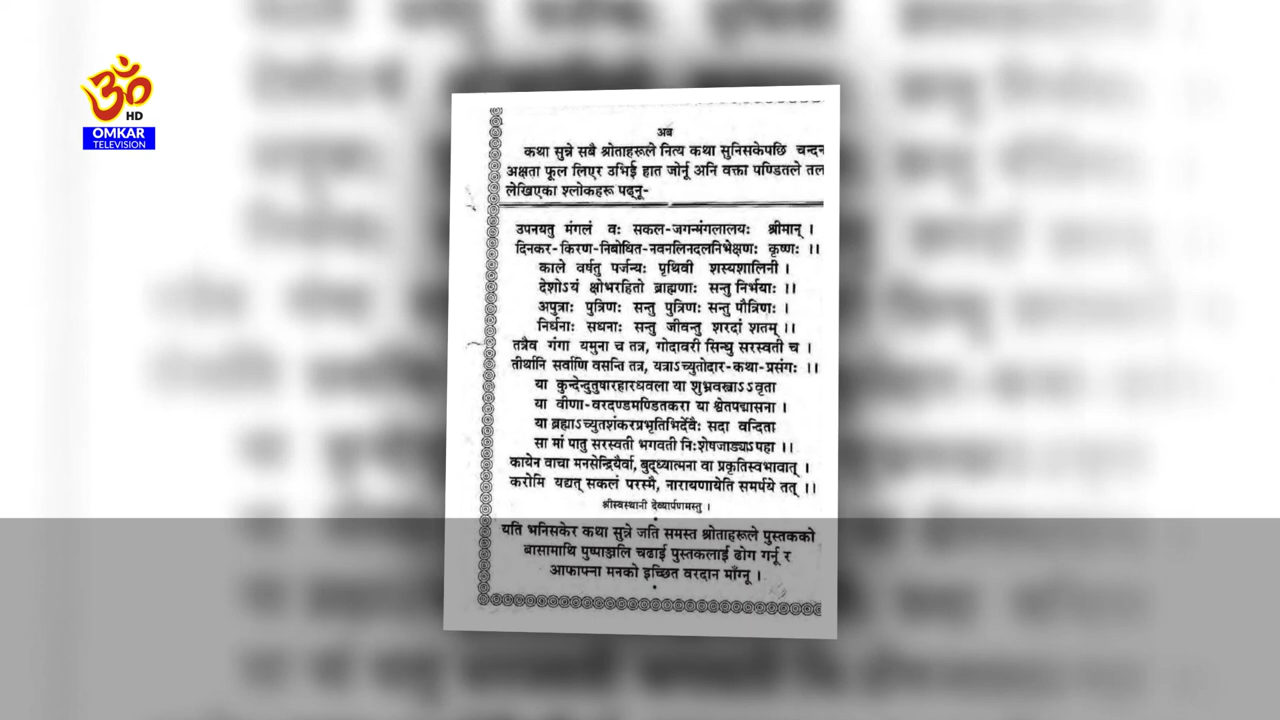 ॐ HD
OMKAR
TELEVISION
अब
कथा सुन्ने सबै श्रोताहरूले नित्य कथा सुनिसकेपछि चन्दन
अक्षता फूल लिएर उभिई हात जोर्नू अनि वक्ता पण्डितले तल
लेखिएका श्लोकहरू पढ्नू-
उपनयतु मंगलं वः सकल-जगन्मंगलालयः श्रीमान् ।
दिनकर-किरण-निबोधित-नवनलिनदलनिभेक्षणः कृष्णः ।।
काले वर्षतु पर्जन्यः पृथिवी शस्यशालिनी ।
देशोऽयं क्षोभरहितो ब्राह्मणाः सन्तु निर्भयाः ।।
अपुत्राः पुत्रिणः सन्तु पुत्रिणः सन्तु पौत्रिणः ।
निर्धनाः सधनाः सन्तु जीवन्तु शरदां शतम् ।।
तत्रैव गंगा यमुना च तत्र, गोदावरी सिन्धु सरस्वती च ।
तीर्थानि सर्वाणि वसन्ति तत्र, यत्राऽच्युतोदार-कथा-प्रसंगः ।।
या कुन्देन्दुतुषारहारधवला या शुभ्रवस्त्राऽऽवृता
या वीणा-वरदण्डमण्डितकरा या श्वेतपद्मासना ।
या ब्रह्माऽच्युतशंकरप्रभृतिभिर्देवैः सदा वन्दिता
सा मां पातु सरस्वती भगवती निःशेषजाड्याऽपहा ।।
कायेन वाचा मनसेन्द्रियैर्वा, बुद्ध्यात्मना वा प्रकृतिस्वभावात् ।
करोमि यद्यत् सकलं परस्मै, नारायणायेति समर्पये तत् ।।
श्रीस्वस्थानी देव्यार्पणमस्तु ।
यति भनिसकेर कथा सुन्ने जति समस्त श्रोताहरूले पुस्तकको
बासामाथि पुष्पाञ्जलि चढाई पुस्तकलाई ढोग गर्नू र
आफाफ्ना मनको इच्छित वरदान माँग्नू ।